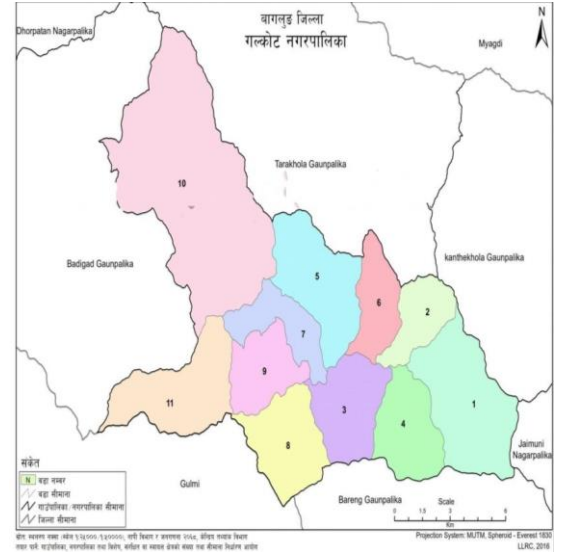 बागलुङ जिल्ला
गल्कोट नगरपालिका
N
Dhorpatan Nagarpalika
Myagdi
Tarakhola Gaunpalika
10
Badigad Gaunpalika
kanthekhola Gaunpalika
5
6
2
7
9
11
3
1
4
8
Jaimuni
Nagarpalika
Gulmi
Bareng Gaunpalika
संकेत
N वडा नम्बर
वडा सीमाना
गाउँपालिका/नगरपालिका सीमाना
जिल्ला सीमाना
Scale
0 1.5 3 6
Km
Projection System: MUTM, Spheroid - Everest 1830
LLRC, 2016